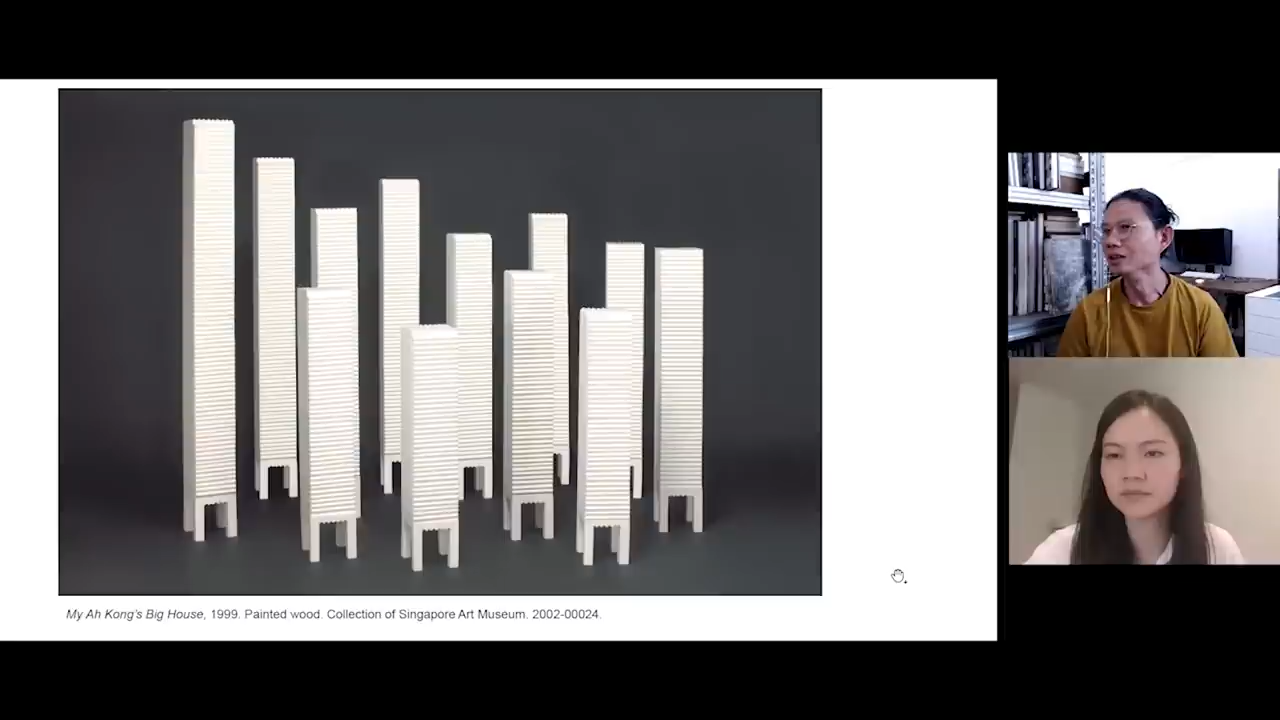 My Ah Kong's Big House, 1999. Painted wood. Collection of Singapore Art Museum. 2002-00024.